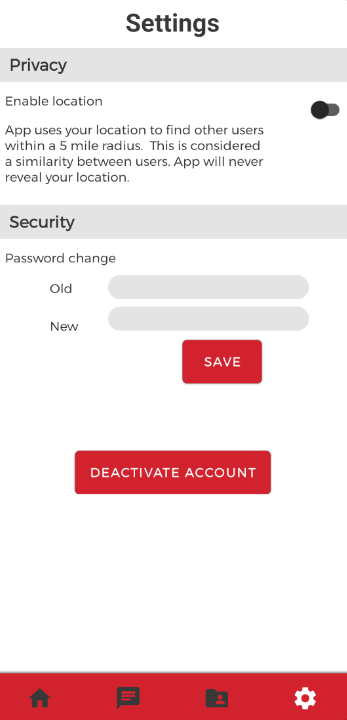 Settings
Privacy
Enable location
App uses your location to find other users
within a 5 mile radius.  This is considered
a similarity between users. App will never
reveal your location.
Security
Password change
Old
New
SAVE
DEACTIVATE ACCOUNT